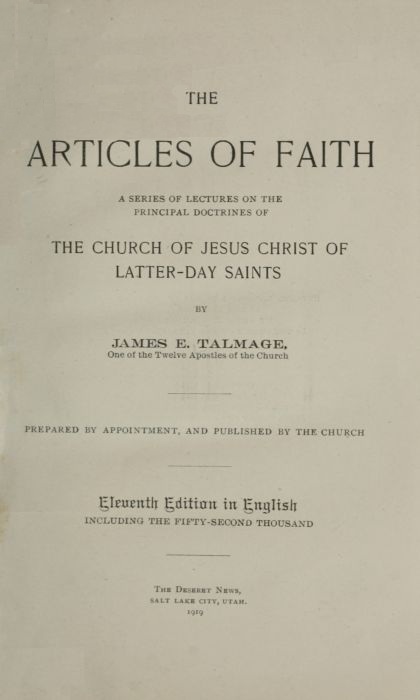 THE
ARTICLES OF FAITH
A SERIES OF LECTURES ON THE
PRINCIPAL DOCTRINES OF
THE CHURCH OF JESUS CHRIST OF
LATTER-DAY SAINTS
BY
JAMES E. TALMAGE,
One of the Twelve Apostles of the Church
PREPARED BY APPOINTMENT, AND PUBLISHED BY THE CHURCH
Eleventh Edition in English
INCLUDING THE FIFTY-SECOND THOUSAND
THE DESERET NEWS,
SALT LAKE CITY, UTAH.
1919